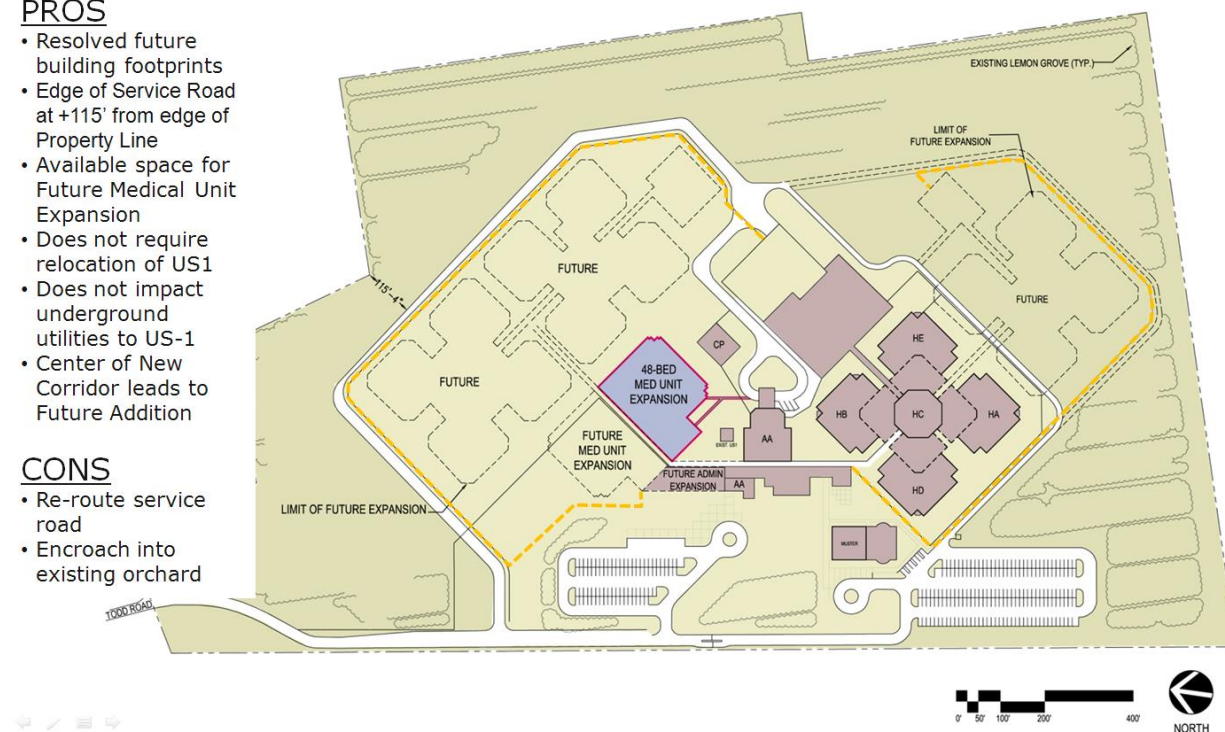 PROS
• Resolved future
building footprints
• Edge of Service Road
at +115’ from edge of
Property Line
• Available space for
Future Medical Unit
Expansion
• Does not require
relocation of US1
• Does not impact
underground
utilities to US-1
• Center of New
Corridor leads to
Future Addition
CONS
• Re-route service
road
• Encroach into
existing orchard
EXISTING LEMON GROVE (TYP.)
LIMIT OF
FUTURE EXPANSION
115'-4"
FUTURE
FUTURE
FUTURE
CP
HE
48-BED
MED UNIT
EXPANSION
HB
HC
HA
AA
EXIST. US1
FUTURE
MED UNIT
EXPANSION
FUTURE ADMIN
EXPANSION
AA
HD
LIMIT OF FUTURE EXPANSION
MUSTER
TODD ROAD
0' 50' 100' 200' 400'
NORTH